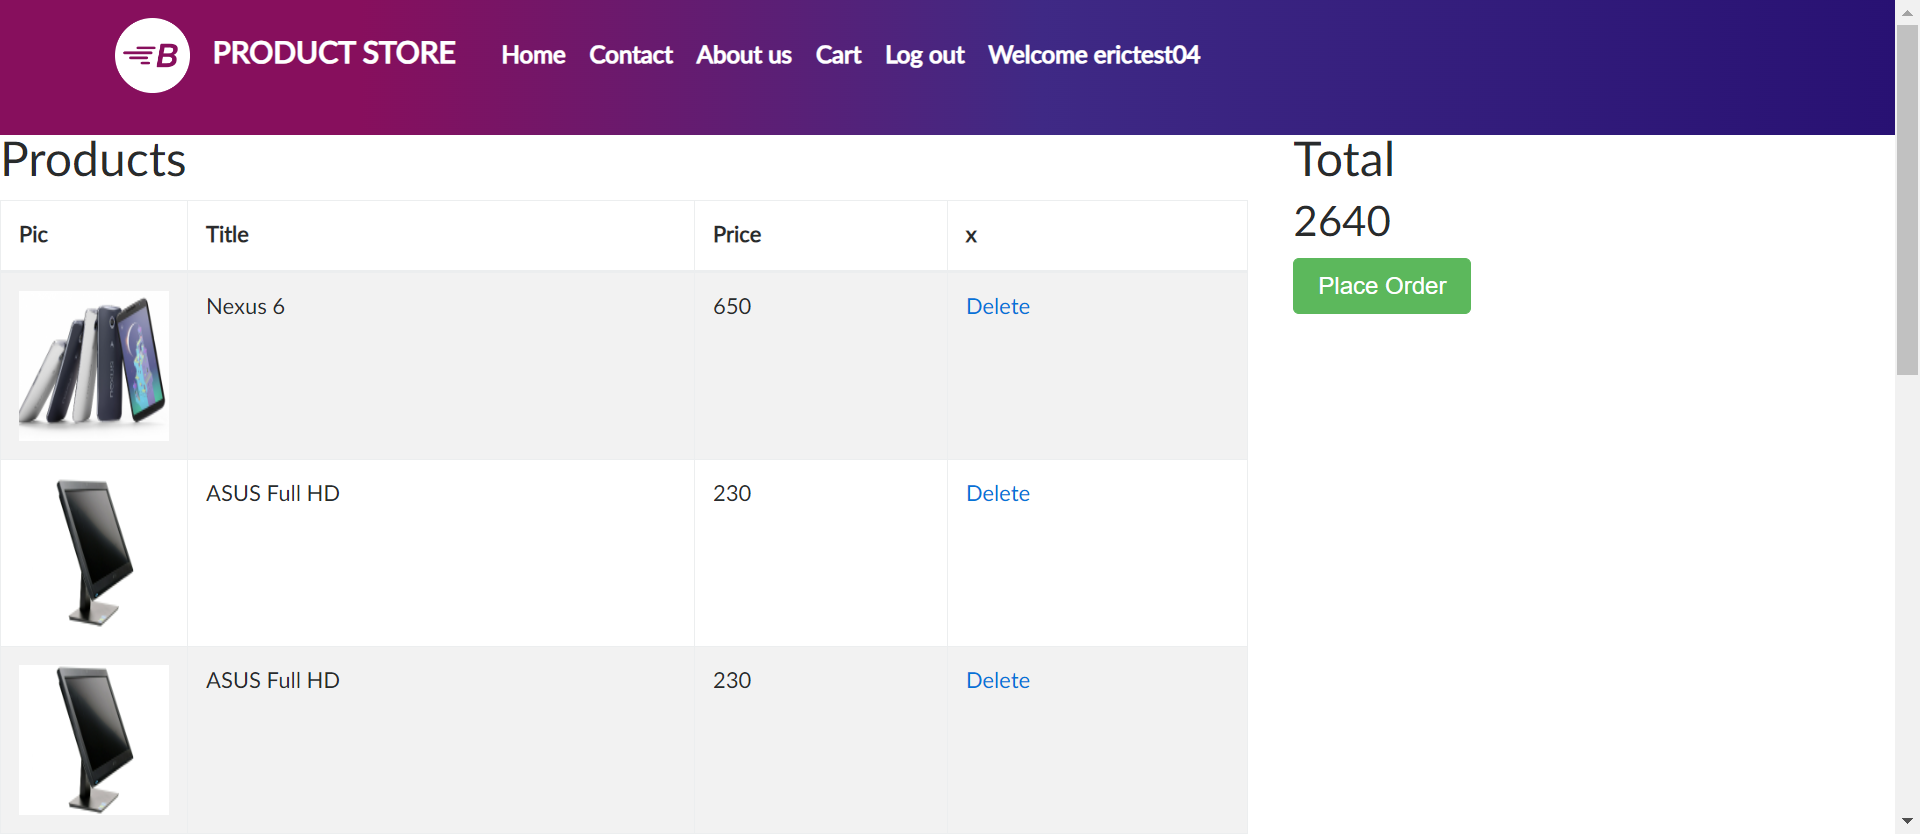 B PRODUCT STORE Home Contact About us Cart Log out Welcome erictest04
Products
Total
2640
Place Order
Pic Title Price x
Nexus 6 650 Delete
ASUS Full HD 230 Delete
ASUS Full HD 230 Delete